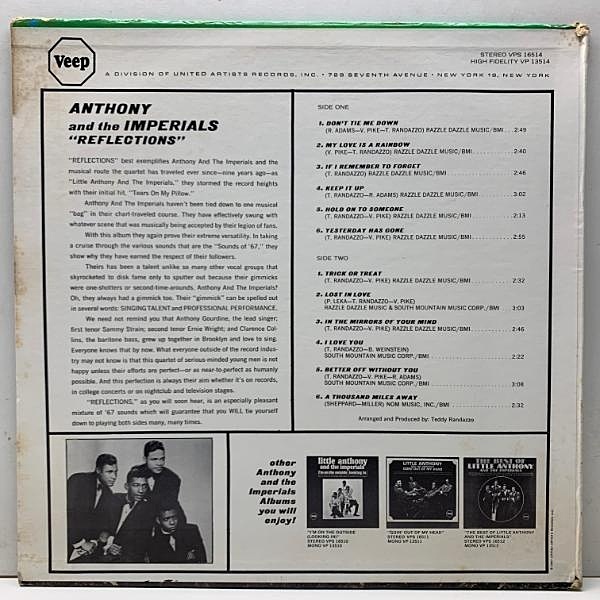 Veep
STEREO VPS 16514
HIGH FIDELITY VP 13514
A DIVISION OF UNITED ARTISTS RECORDS, INC. • 729 SEVENTH AVENUE • NEW YORK 19, NEW YORK
ANTHONY
and the IMPERIALS
"REFLECTIONS"
"REFLECTIONS" best exemplifies Anthony And The Imperials and the
musical route the quartet has traveled ever since—nine years ago—as
"Little Anthony And The Imperials," they stormed the record heights
with their initial hit, "Tears On My Pillow."
Anthony And The Imperials haven't been tied down to one musical
"bag" in their chart-traveled course. They have effectively swung with
whatever scene that was musically being accepted by their legion of fans.
With this album they again prove their extreme versatility. In taking
a cruise through the various sounds that are the "Sounds of '67," they
show why they have earned the respect of their followers.
Theirs has been a talent unlike so many other vocal groups that
skyrocketed to disk fame only to sputter out because their gimmicks
were one-shotters or second-time-arounds. Anthony And The Imperials?
Oh, they always had a gimmick too. Their "gimmick" can be spelled out
in several words: SINGING TALENT and PROFESSIONAL PERFORMANCE.
We need not remind you that Anthony Gourdine, the lead singer;
first tenor Sammy Strain; second tenor Ernie Wright; and Clarence Col-
lins, the baritone bass, grew up together in Brooklyn and love to sing.
Everyone knows that by now. What everyone outside of the record indus-
try may not know is that this quartet of serious-minded young men is not
happy unless their efforts are perfect—or as near-to-perfect as humanly
possible. And this perfection is always their aim whether it's on records,
in college concerts or on nightclub and television stages.
"REFLECTIONS," as you will soon hear, is an especially pleasant
mixture of '67 sounds which will guarantee that you WILL tie yourself
down to playing both sides many, many times.
SIDE ONE
1. DON'T TIE ME DOWN
(R. ADAMS—V. PIKE—T. RANDAZZO) RAZZLE DAZZLE MUSIC/BMI .. 2:49
2. MY LOVE IS A RAINBOW
(V. PIKE—T. RANDAZZO) RAZZLE DAZZLE MUSIC/BMI .......... 2:40
3. IF I REMEMBER TO FORGET
(T. RANDAZZO) RAZZLE DAZZLE MUSIC/BMI .......... 2:46
4. KEEP IT UP
(T. RANDAZZO—R. ADAMS) RAZZLE DAZZLE MUSIC/BMI .......... 3:02
5. HOLD ON TO SOMEONE
(T. RANDAZZO—V. PIKE) RAZZLE DAZZLE MUSIC/BMI .......... 2:13
6. YESTERDAY HAS GONE
(T. RANDAZZO—V. PIKE) RAZZLE DAZZLE MUSIC/BMI .......... 2:55
SIDE TWO
1. TRICK OR TREAT
(T. RANDAZZO—V. PIKE) RAZZLE DAZZLE MUSIC/BMI .......... 2:32
2. LOST IN LOVE
(P. LEKA—T. RANDAZZO—V. PIKE)
RAZZLE DAZZLE MUSIC & SOUTH MOUNTAIN MUSIC CORP./BMI .... 3:03
3. IN THE MIRRORS OF YOUR MIND
(T. RANDAZZO—V. PIKE) RAZZLE DAZZLE MUSIC/BMI .......... 2:46
4. I LOVE YOU
(T. RANDAZZO—B. WEINSTEIN)
SOUTH MOUNTAIN MUSIC CORP./BMI .......... 2:22
5. BETTER OFF WITHOUT YOU
(T. RANDAZZO—V. PIKE—R. ADAMS)
SOUTH MOUNTAIN MUSIC CORP./BMI .......... 3:08
6. A THOUSAND MILES AWAY
(SHEPPARD—MILLER) NOM MUSIC, INC./BMI .......... 2:32
Arranged and Produced by: Teddy Randazzo
other
Anthony
and the
Imperials
Albums
you will
enjoy!
little anthony
and the imperials
LITTLE ANTHONY
AND THE IMPERIALS
THE BEST OF
LITTLE ANTHONY
AND THE IMPERIALS
"I'M ON THE OUTSIDE
(LOOKING IN)"
STEREO VPS 16510
MONO VP 13510
"GOIN' OUT OF MY HEAD"
STEREO VPS 16511
MONO VP 13511
"THE BEST OF LITTLE ANTHONY
AND THE IMPERIALS"
STEREO VPS 16512
MONO VP 13512